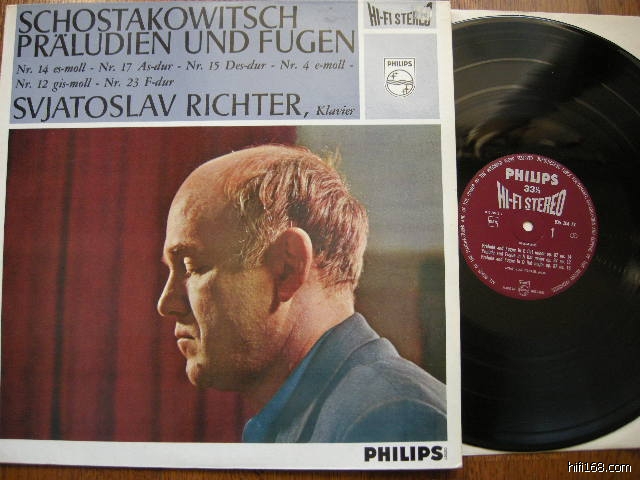 SCHOSTAKOWITSCH
PRÄLUDIEN UND FUGEN
Nr. 14 es-moll - Nr. 17 As-dur - Nr. 15 Des-dur - Nr. 4 e-moll -
Nr. 12 gis-moll - Nr. 23 F-dur
SVJATOSLAV RICHTER, Klavier
HI-FI STEREO
PHILIPS
PHILIPS
PHILIPS
33⅓
HI-FI STEREO
1
hifi168.com